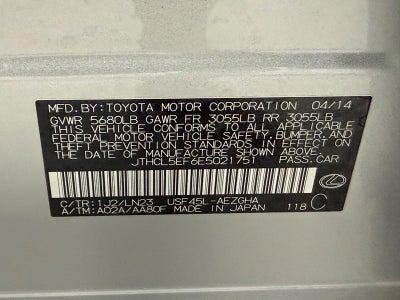 MFD.BY:TOYOTA MOTOR CORPORATION 04/14
GVWR 5680LB GAWR FR 3055LB RR 3055LB
THIS VEHICLE CONFORMS TO ALL APPLICABLE
FEDERAL MOTOR VEHICLE SAFETY,BUMPER,AND
THEFT PREVENTION STANDARDS IN EFFECT ON
THE DATE OF MANUFACTURE SHOWN ABOVE.
JTHCL5EF6E5021751 PASS.CAR
C/TR:1J2/LN23 USF45L-AEZGHA
A/TM:A02A/AA80F MADE IN JAPAN 118 C